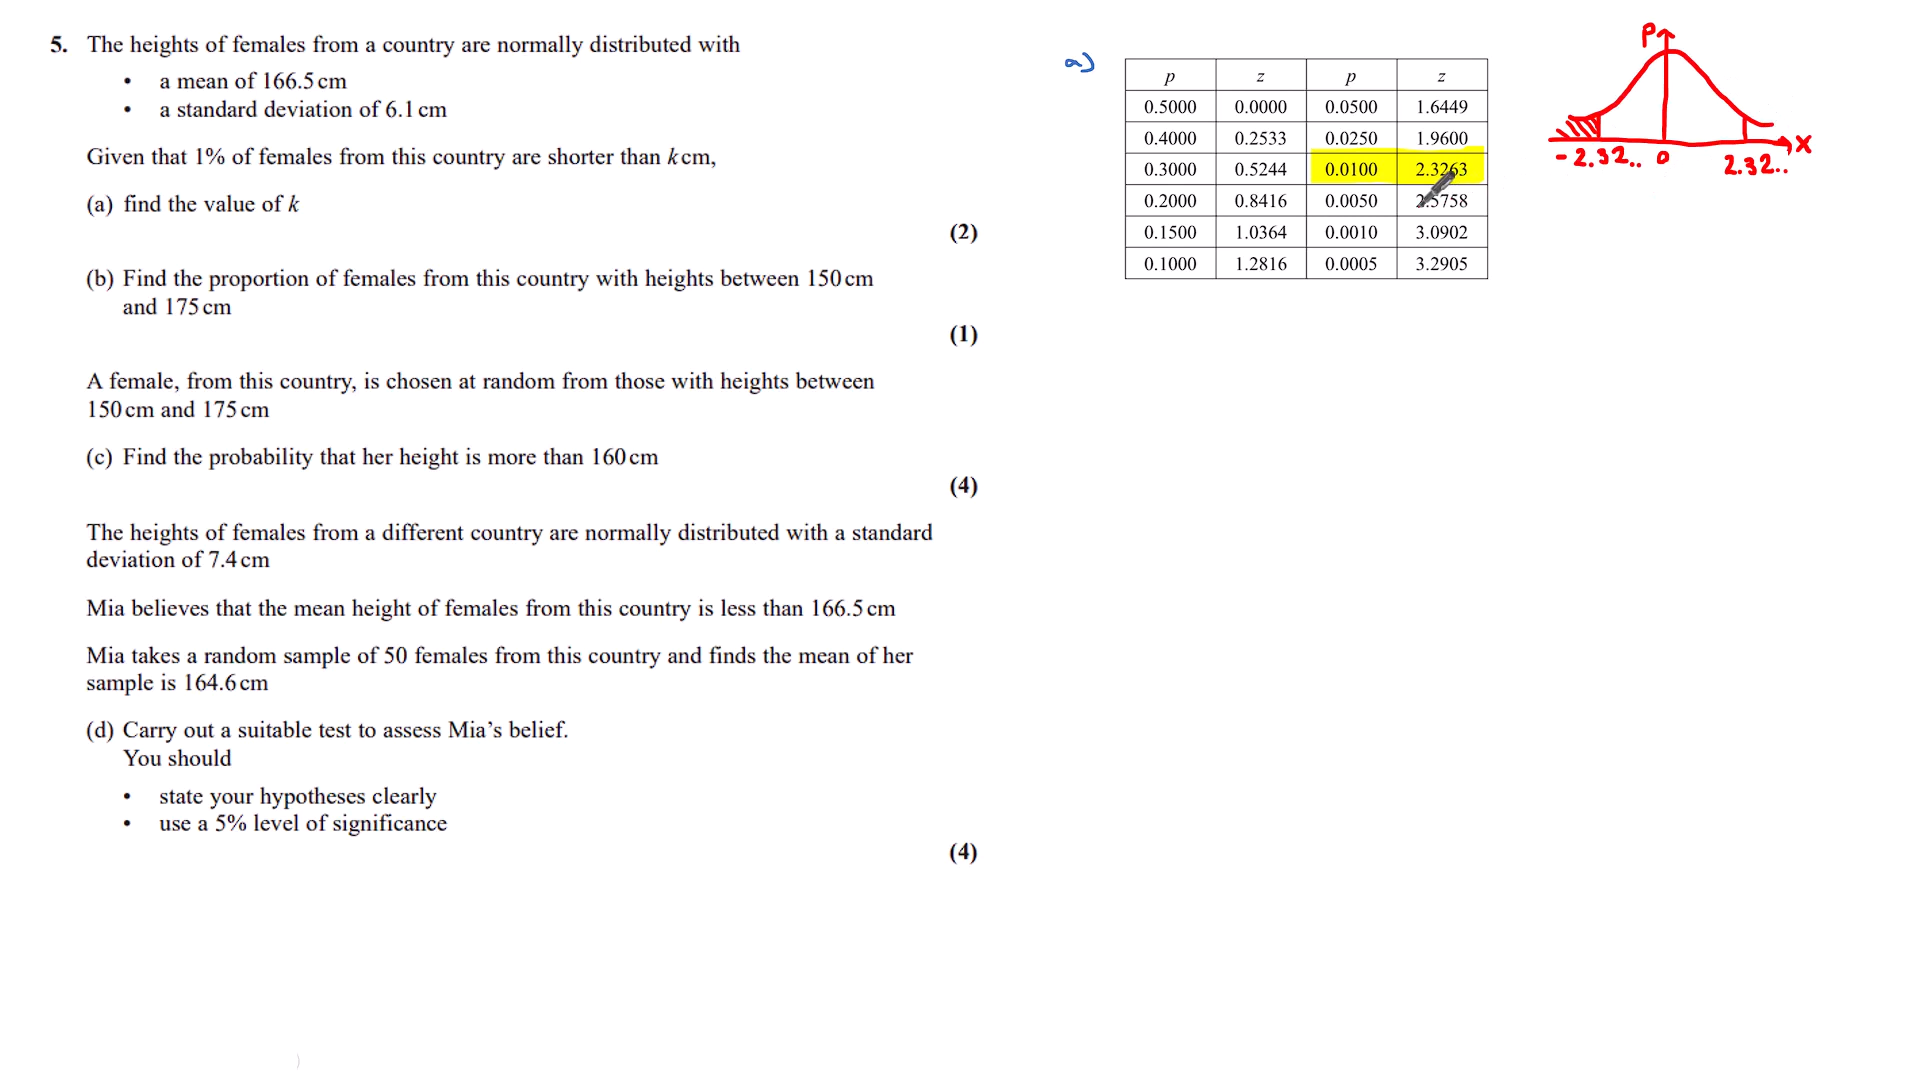 5. The heights of females from a country are normally distributed with
• a mean of 166.5 cm
• a standard deviation of 6.1 cm
Given that 1% of females from this country are shorter than k cm,
(a) find the value of k
(2)
(b) Find the proportion of females from this country with heights between 150 cm
and 175 cm
(1)
A female, from this country, is chosen at random from those with heights between
150 cm and 175 cm
(c) Find the probability that her height is more than 160 cm
(4)
The heights of females from a different country are normally distributed with a standard
deviation of 7.4 cm
Mia believes that the mean height of females from this country is less than 166.5 cm
Mia takes a random sample of 50 females from this country and finds the mean of her
sample is 164.6 cm
(d) Carry out a suitable test to assess Mia's belief.
You should
• state your hypotheses clearly
• use a 5% level of significance
(4)
a)
p z p z
0.5000 0.0000 0.0500 1.6449
0.4000 0.2533 0.0250 1.9600
0.3000 0.5244 0.0100 2.3263
0.2000 0.8416 0.0050 2.5758
0.1500 1.0364 0.0010 3.0902
0.1000 1.2816 0.0005 3.2905
P
x
-2.32.. 0 2.32..